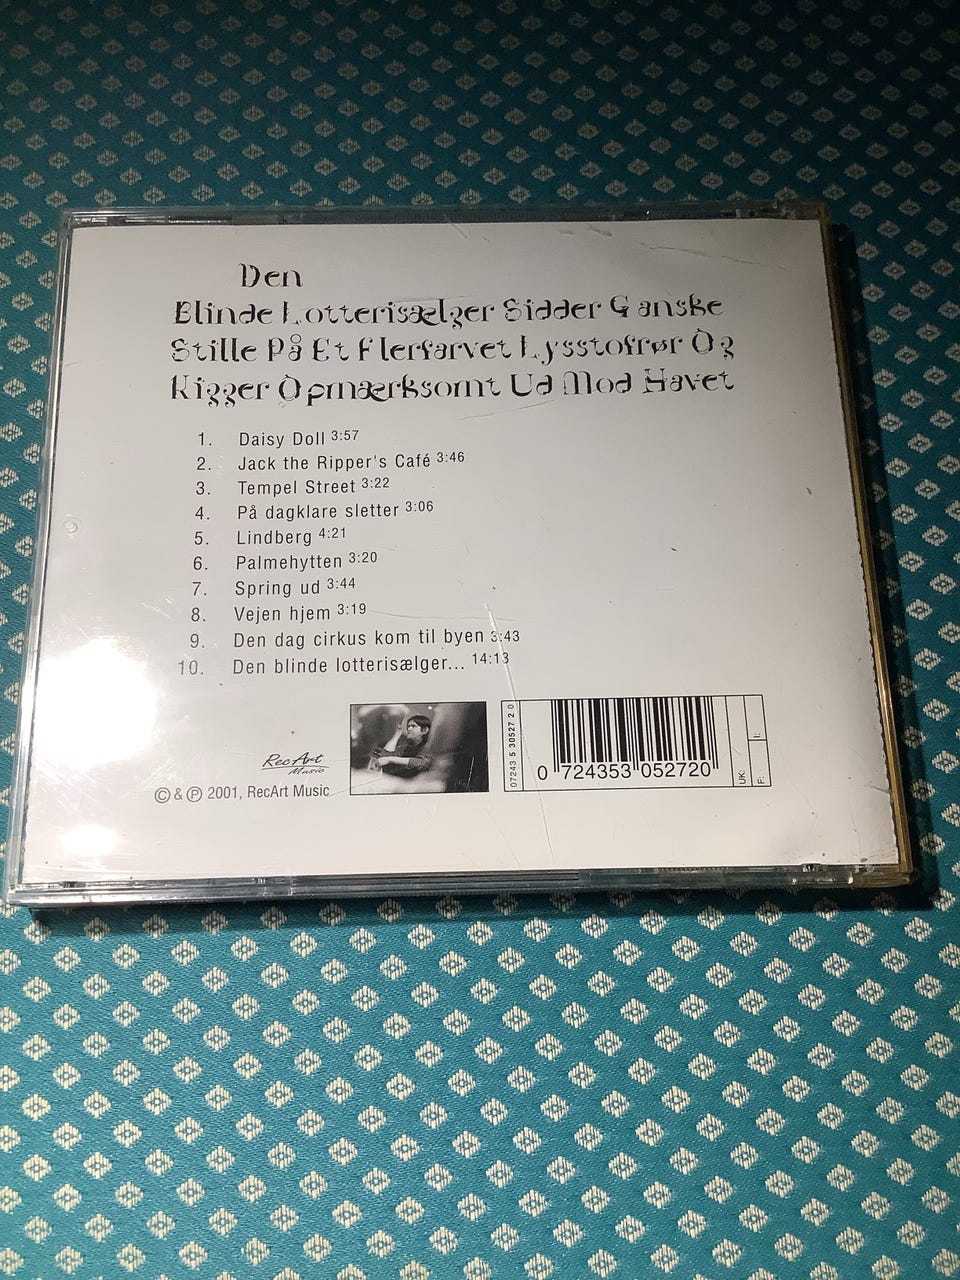 Den
Blinde Lotterisælger Sidder Ganske
Stille På Et Flerfarvet Lysstofrør Og
Kigger Opmærksomt Ud Mod Havet
1. Daisy Doll 3:57
2. Jack the Ripper's Café 3:46
3. Tempel Street 3:22
4. På dagklare sletter 3:06
5. Lindberg 4:21
6. Palmehytten 3:20
7. Spring ud 3:44
8. Vejen hjem 3:19
9. Den dag cirkus kom til byen 3:43
10. Den blinde lotterisælger... 14:13
RecArt
Music
© & ℗ 2001, RecArt Music
07243 5 30527 2 0
0 724353 052720
UK:
F:
I: